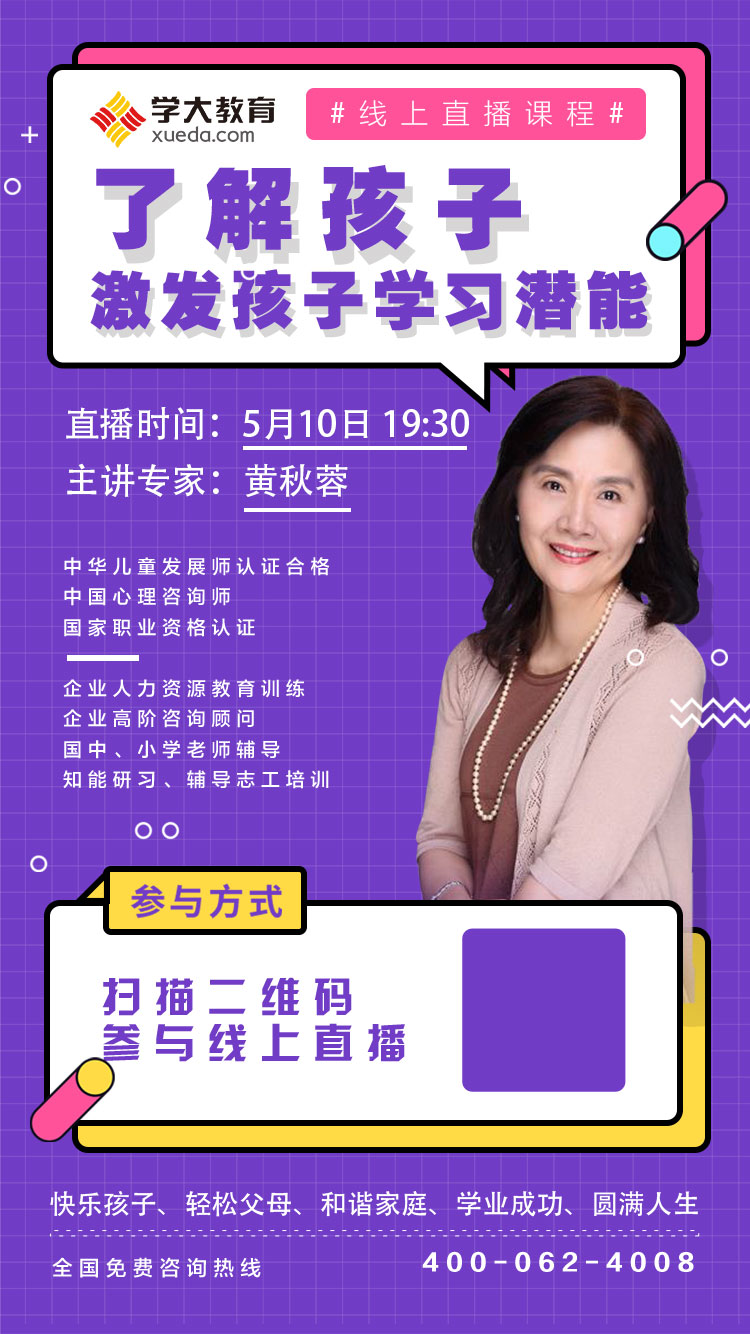 学大教育
xueda.com
#线上直播课程#
了解孩子
激发孩子学习潜能
直播时间：5月10日 19:30
主讲专家：黄秋蓉
中华儿童发展师认证合格
中国心理咨询师
国家职业资格认证
企业人力资源教育训练
企业高阶咨询顾问
国中、小学老师辅导
知能研习、辅导志工培训
参与方式
扫描二维码
参与线上直播
快乐孩子、轻松父母、和谐家庭、学业成功、圆满人生
全国免费咨询热线
400-062-4008